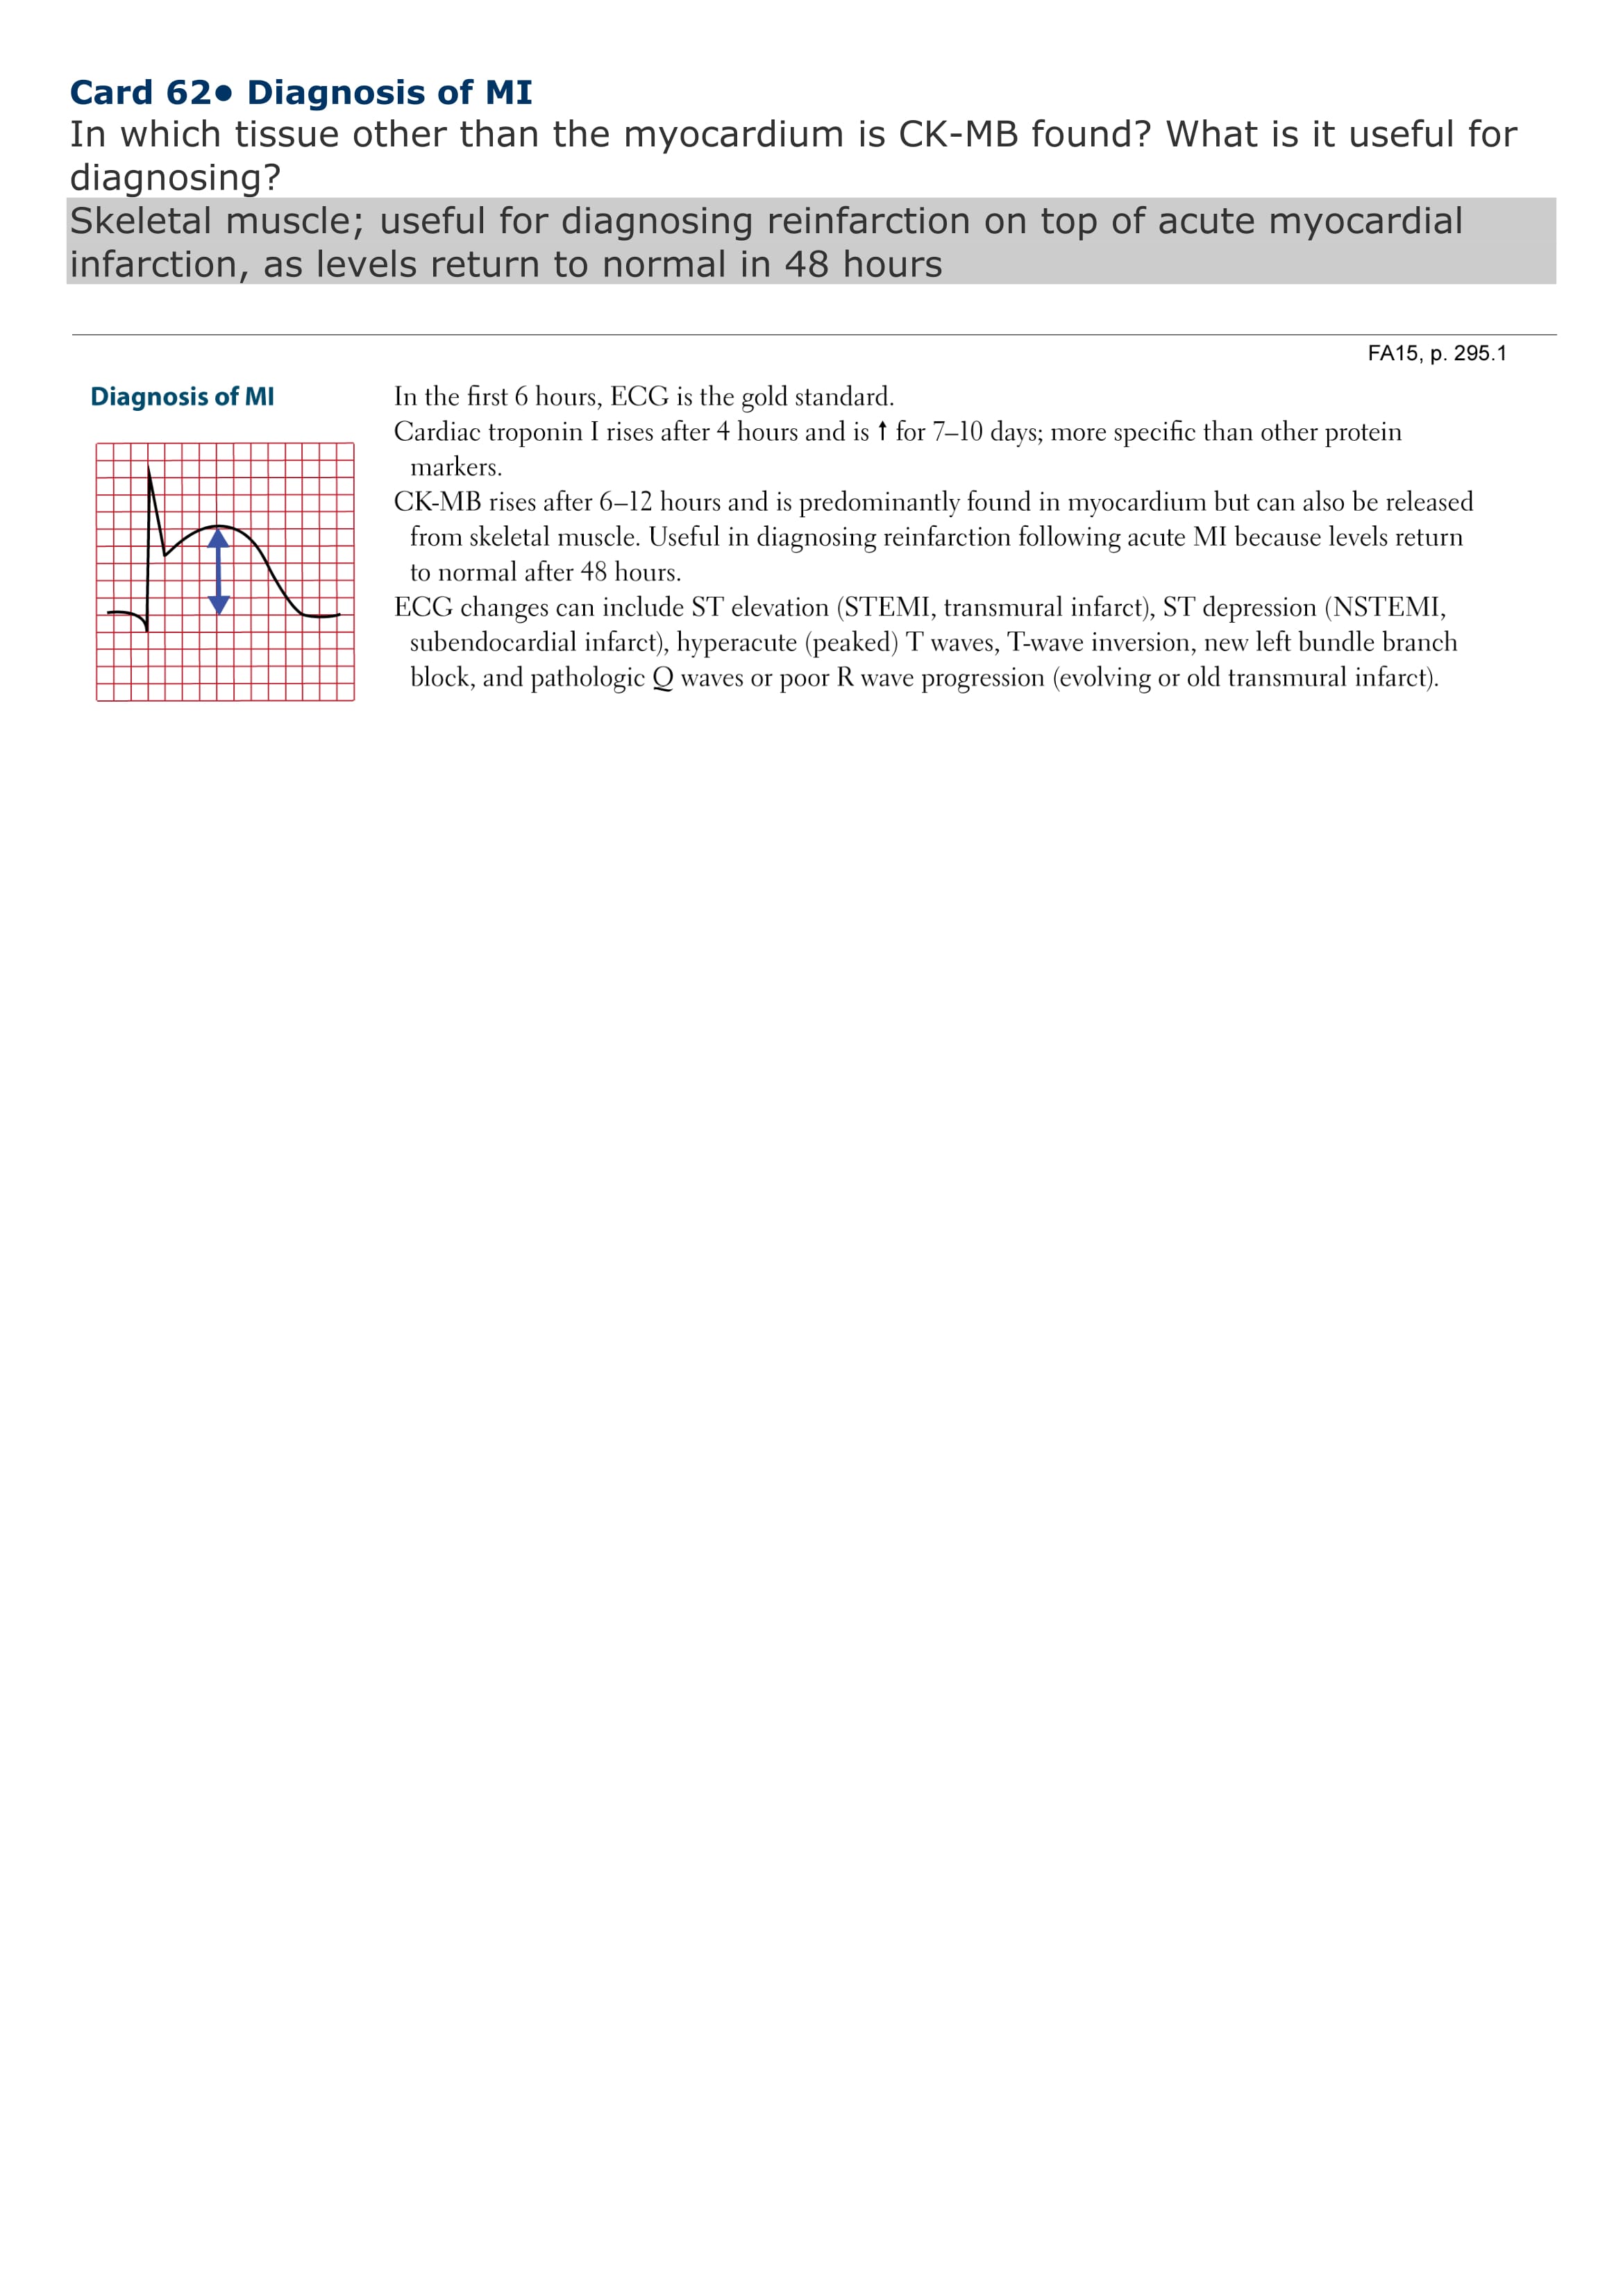 Card 62• Diagnosis of MI
In which tissue other than the myocardium is CK-MB found? What is it useful for
diagnosing?
Skeletal muscle; useful for diagnosing reinfarction on top of acute myocardial
infarction, as levels return to normal in 48 hours
FA15, p. 295.1
Diagnosis of MI
In the first 6 hours, ECG is the gold standard.
Cardiac troponin I rises after 4 hours and is ↑ for 7–10 days; more specific than other protein
markers.
CK-MB rises after 6–12 hours and is predominantly found in myocardium but can also be released
from skeletal muscle. Useful in diagnosing reinfarction following acute MI because levels return
to normal after 48 hours.
ECG changes can include ST elevation (STEMI, transmural infarct), ST depression (NSTEMI,
subendocardial infarct), hyperacute (peaked) T waves, T-wave inversion, new left bundle branch
block, and pathologic Q waves or poor R wave progression (evolving or old transmural infarct).